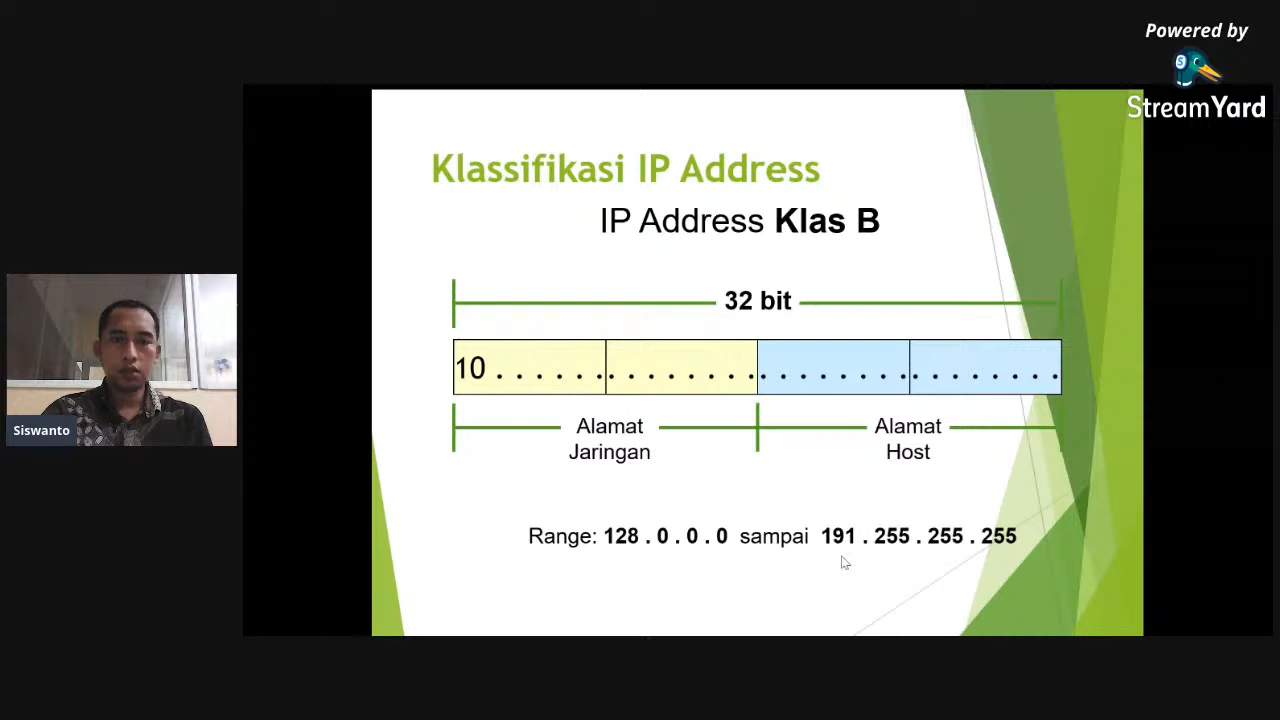 Powered by
StreamYard
Klassifikasi IP Address
IP Address Klas B
32 bit
10 . . . . . . . . . . . . . . . . . . . . . . . . . . . . . .
Alamat
Jaringan
Alamat
Host
Siswanto
Range: 128 . 0 . 0 . 0 sampai 191 . 255 . 255 . 255